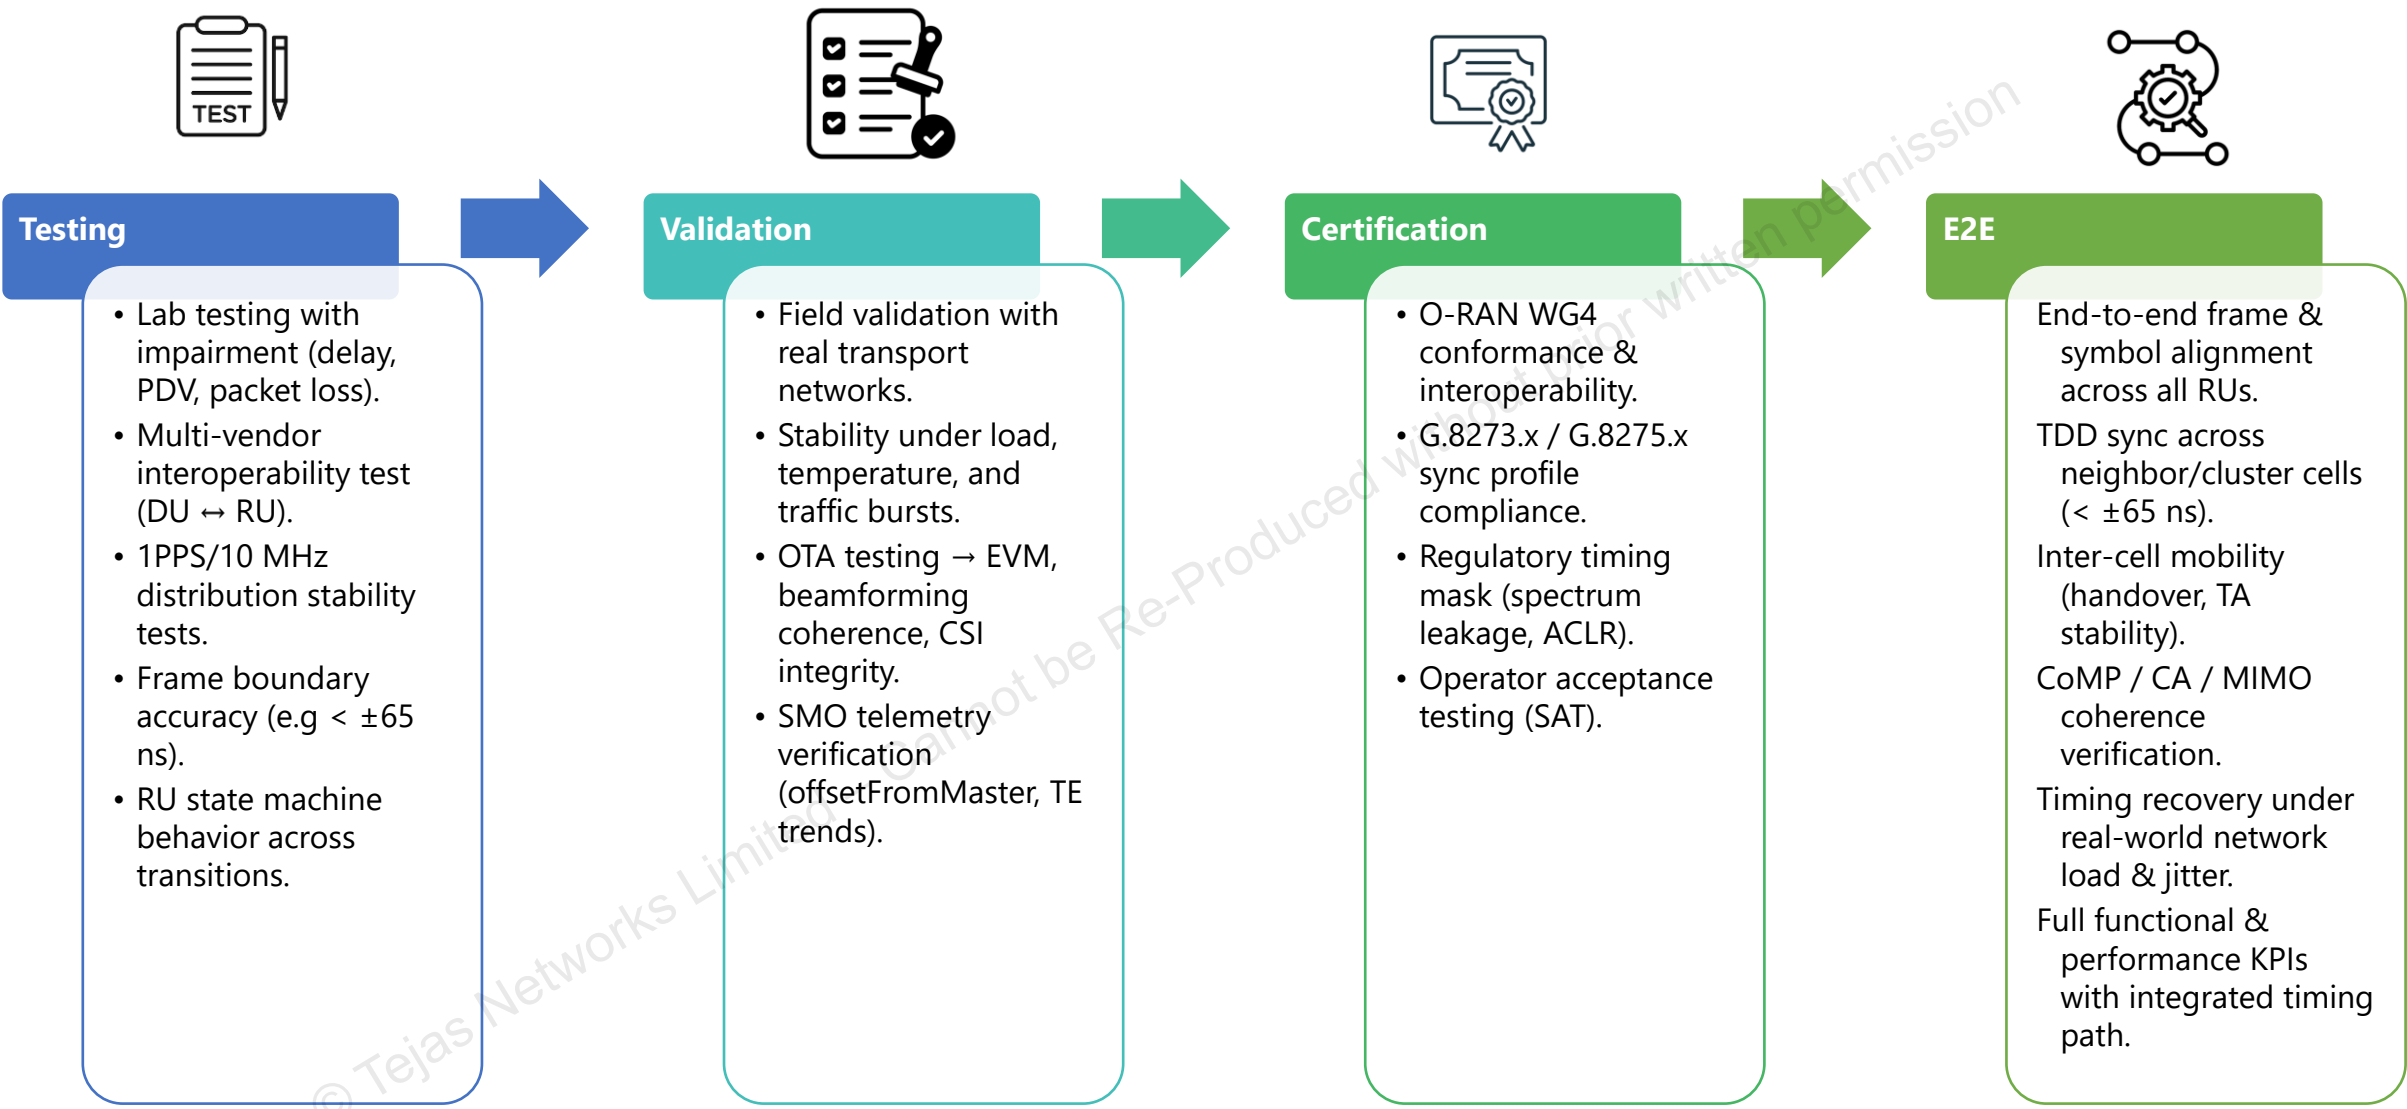 TEST
Testing
• Lab testing with
impairment (delay,
PDV, packet loss).
• Multi-vendor
interoperability test
(DU ↔ RU).
• 1PPS/10 MHz
distribution stability
tests.
• Frame boundary
accuracy (e.g < ±65
ns).
• RU state machine
behavior across
transitions.
Validation
• Field validation with
real transport
networks.
• Stability under load,
temperature, and
traffic bursts.
• OTA testing → EVM,
beamforming
coherence, CSI
integrity.
• SMO telemetry
verification
(offsetFromMaster, TE
trends).
Certification
• O-RAN WG4
conformance &
interoperability.
• G.8273.x / G.8275.x
sync profile
compliance.
• Regulatory timing
mask (spectrum
leakage, ACLR).
• Operator acceptance
testing (SAT).
E2E
End-to-end frame &
symbol alignment
across all RUs.
TDD sync across
neighbor/cluster cells
(< ±65 ns).
Inter-cell mobility
(handover, TA
stability).
CoMP / CA / MIMO
coherence
verification.
Timing recovery under
real-world network
load & jitter.
Full functional &
performance KPIs
with integrated timing
path.
© Tejas Networks Limited Cannot be Re-Produced without prior written permission